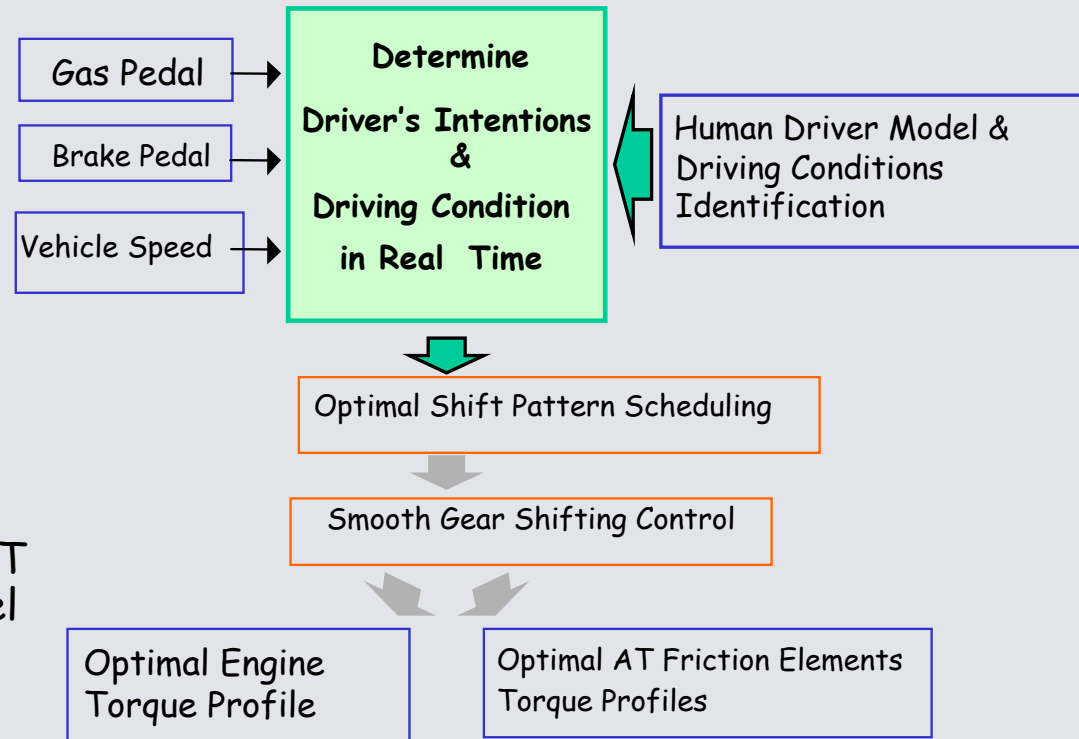 Gas Pedal
Brake Pedal
Vehicle Speed
Determine
Driver's Intentions
&
Driving Condition
in Real Time
Human Driver Model &
Driving Conditions
Identification
Optimal Shift Pattern Scheduling
Smooth Gear Shifting Control
T
el
Optimal Engine
Torque Profile
Optimal AT Friction Elements
Torque Profiles